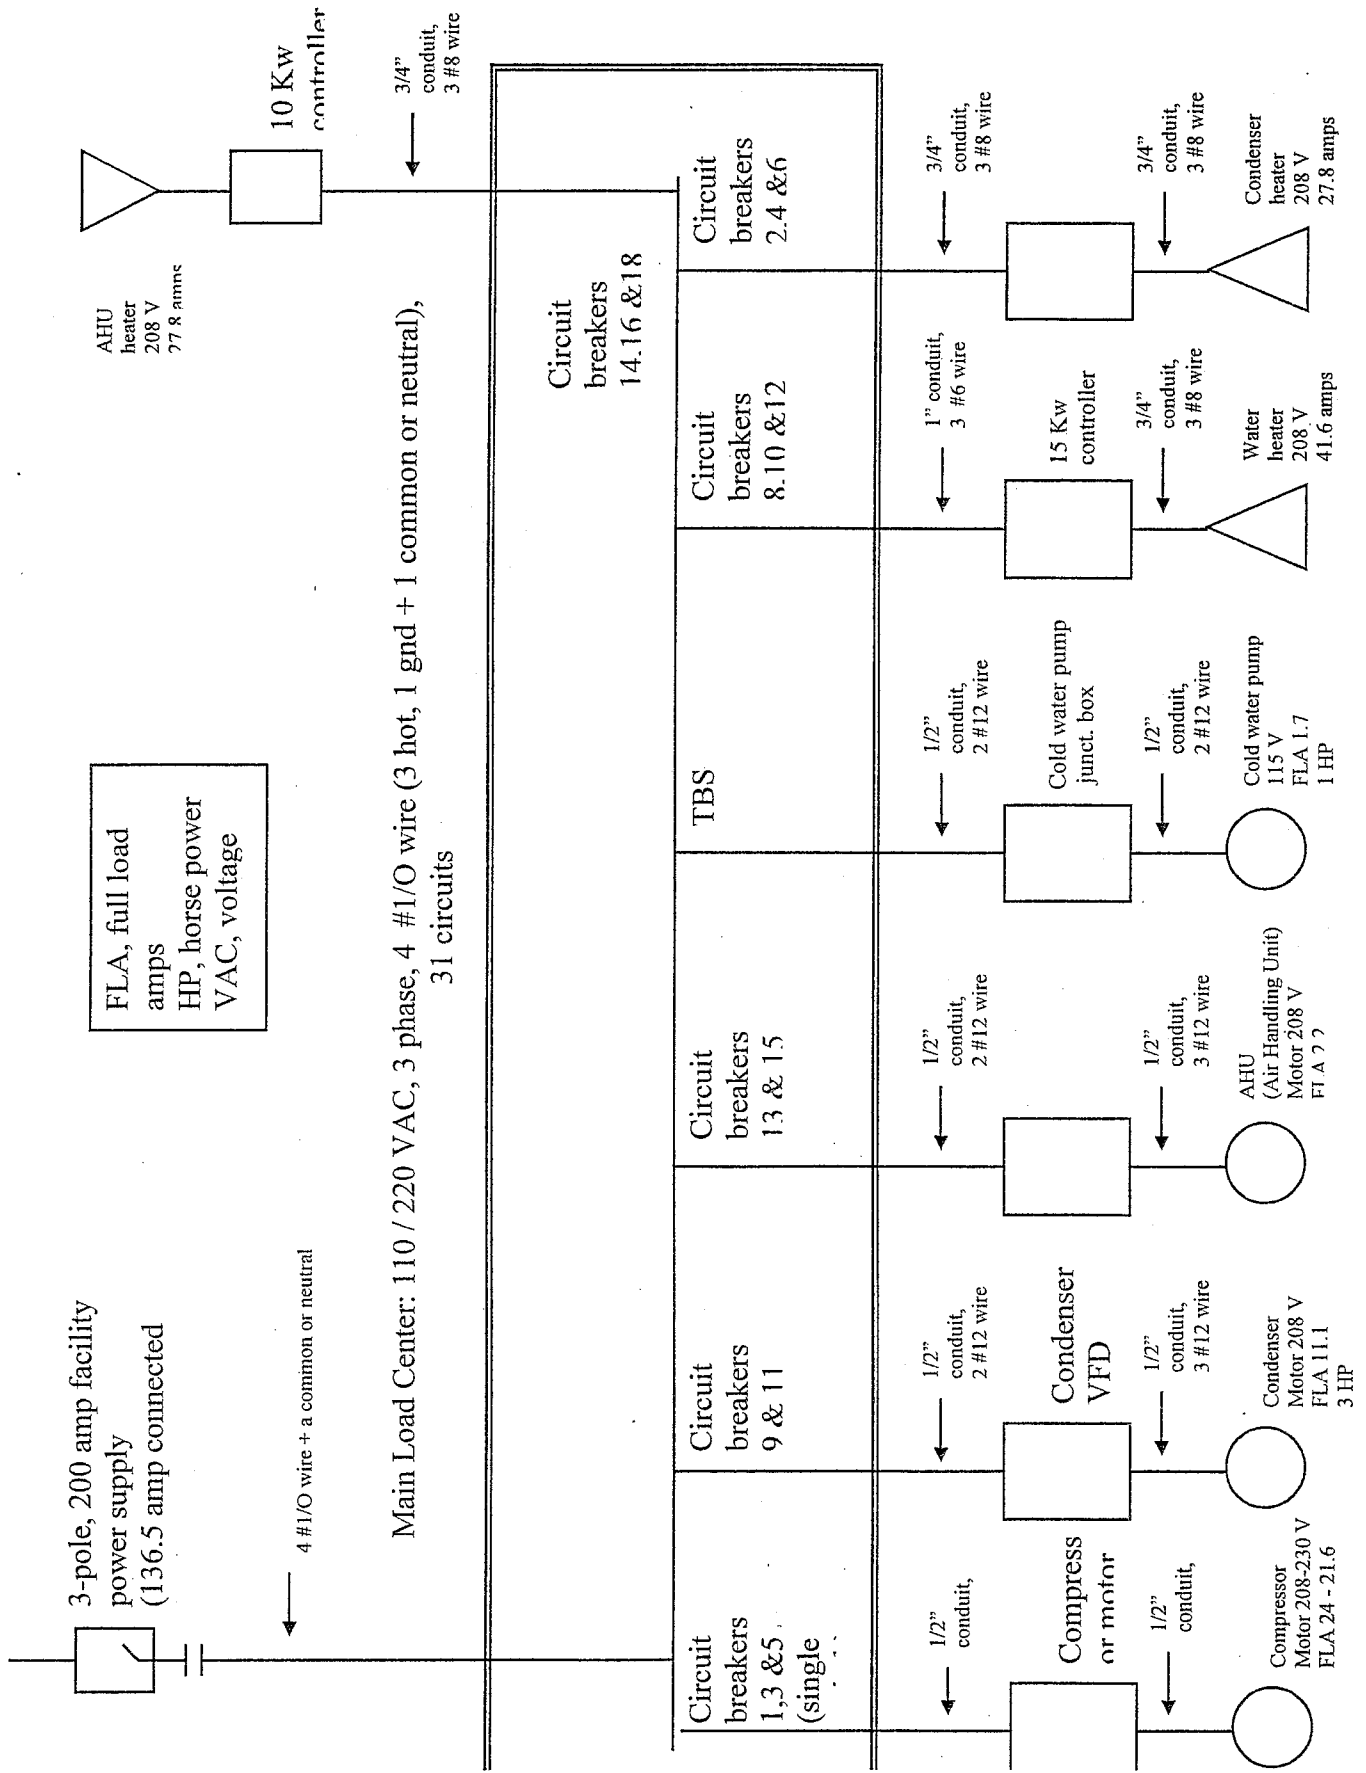 3-pole, 200 amp facility
power supply
(136.5 amp connected
4 #1/O wire + a common or neutral
FLA, full load
amps
HP, horse power
VAC, voltage
AHU
heater
208 V
27.8 amps
10 Kw
controller
3/4”
conduit,
3 #8 wire
Main Load Center: 110 / 220 VAC, 3 phase, 4 #1/O wire (3 hot, 1 gnd + 1 common or neutral),
31 circuits
Circuit
breakers
14.16 &18
Circuit
breakers
1,3 &5
(single
Circuit
breakers
9 & 11
Circuit
breakers
13 & 15
TBS
Circuit
breakers
8.10 &12
Circuit
breakers
2.4 &6
1/2”
conduit,
1/2”
conduit,
2 #12 wire
1/2”
conduit,
2 #12 wire
1/2”
conduit,
2 #12 wire
1” conduit,
3 #6 wire
3/4”
conduit,
3 #8 wire
Compress
or motor
Condenser
VFD
Cold water pump
junct. box
15 Kw
controller
1/2”
conduit,
1/2”
conduit,
3 #12 wire
1/2”
conduit,
3 #12 wire
1/2”
conduit,
2 #12 wire
3/4”
conduit,
3 #8 wire
3/4”
conduit,
3 #8 wire
Compressor
Motor 208-230 V
FLA 24 - 21.6
Condenser
Motor 208 V
FLA 11.1
3 HP
AHU
(Air Handling Unit)
Motor 208 V
FLA
Cold water pump
115 V
FLA 1.7
1 HP
Water
heater
208 V
41.6 amps
Condenser
heater
208 V
27.8 amps